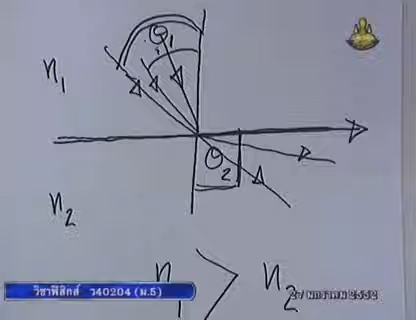 θ₁
n₁
θ₂
n₂
n₁ > n₂
วิชาฟิสิกส์ ว40204 (ม.5)
27 มกราคม 2552